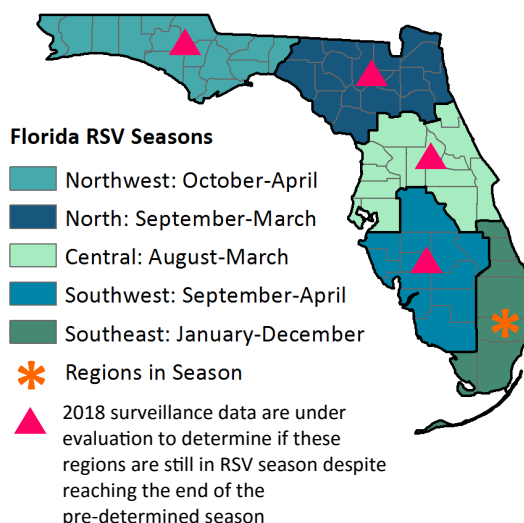 Florida RSV Seasons
Northwest: October-April
North: September-March
Central: August-March
Southwest: September-April
Southeast: January-December
Regions in Season
2018 surveillance data are under
evaluation to determine if these
regions are still in RSV season despite
reaching the end of the
pre-determined season